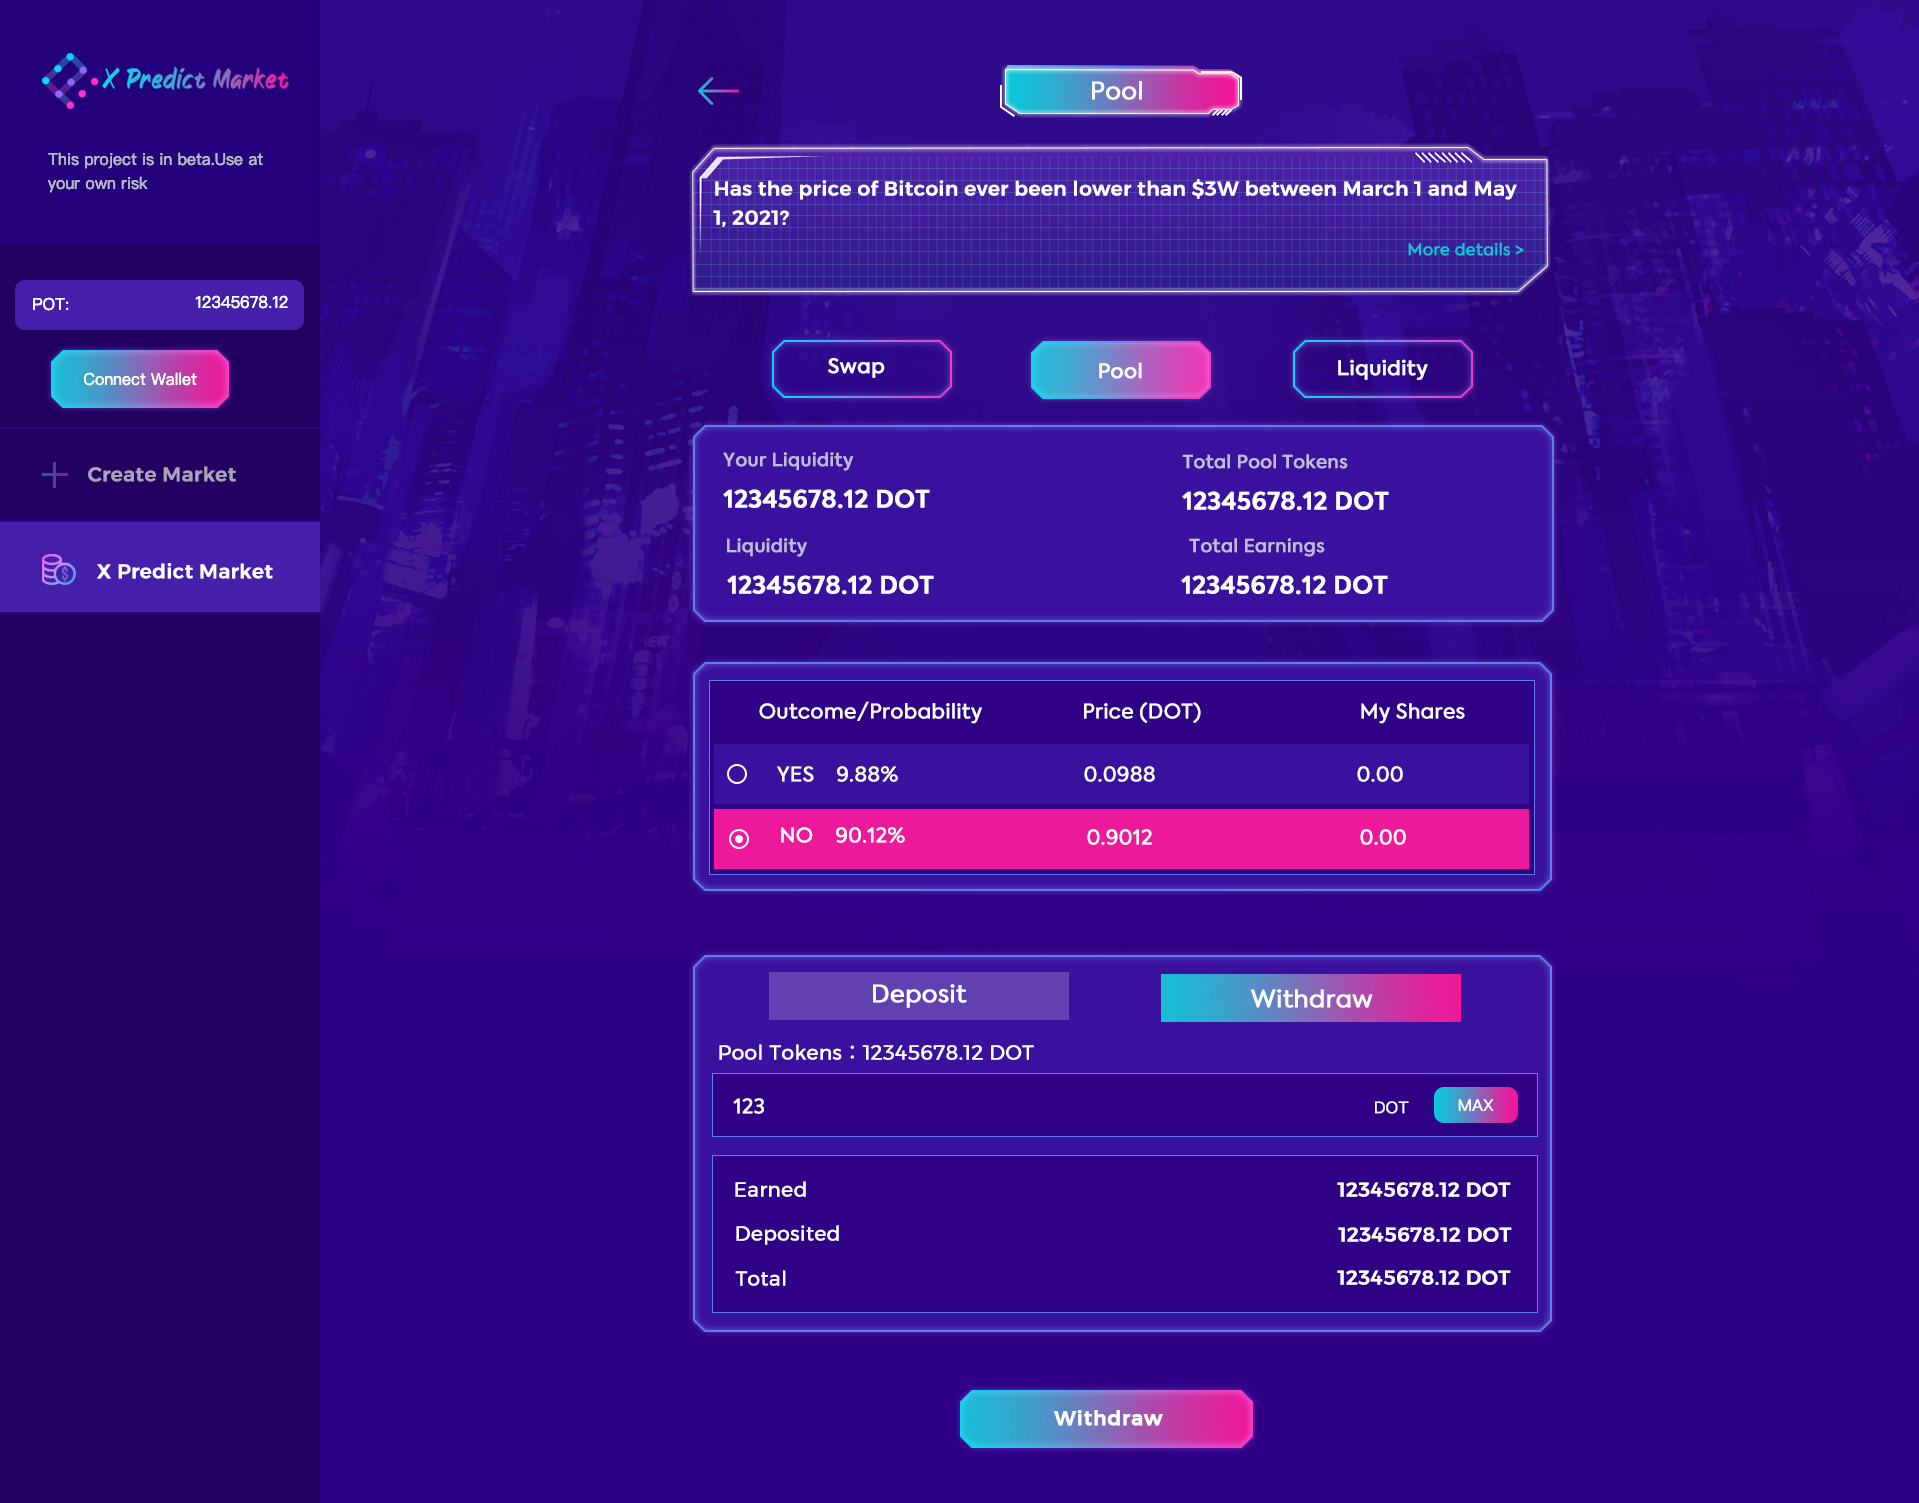 X Predict Market
This project is in beta.Use at
your own risk
POT: 12345678.12
Connect Wallet
Create Market
X Predict Market
Pool
Has the price of Bitcoin ever been lower than $3W between March 1 and May
1, 2021?
More details >
Swap Pool Liquidity
Your Liquidity Total Pool Tokens
12345678.12 DOT 12345678.12 DOT
Liquidity Total Earnings
12345678.12 DOT 12345678.12 DOT
Outcome/Probability Price (DOT) My Shares
YES 9.88% 0.0988 0.00
NO 90.12% 0.9012 0.00
Deposit Withdraw
Pool Tokens：12345678.12 DOT
123 DOT MAX
Earned 12345678.12 DOT
Deposited 12345678.12 DOT
Total 12345678.12 DOT
Withdraw